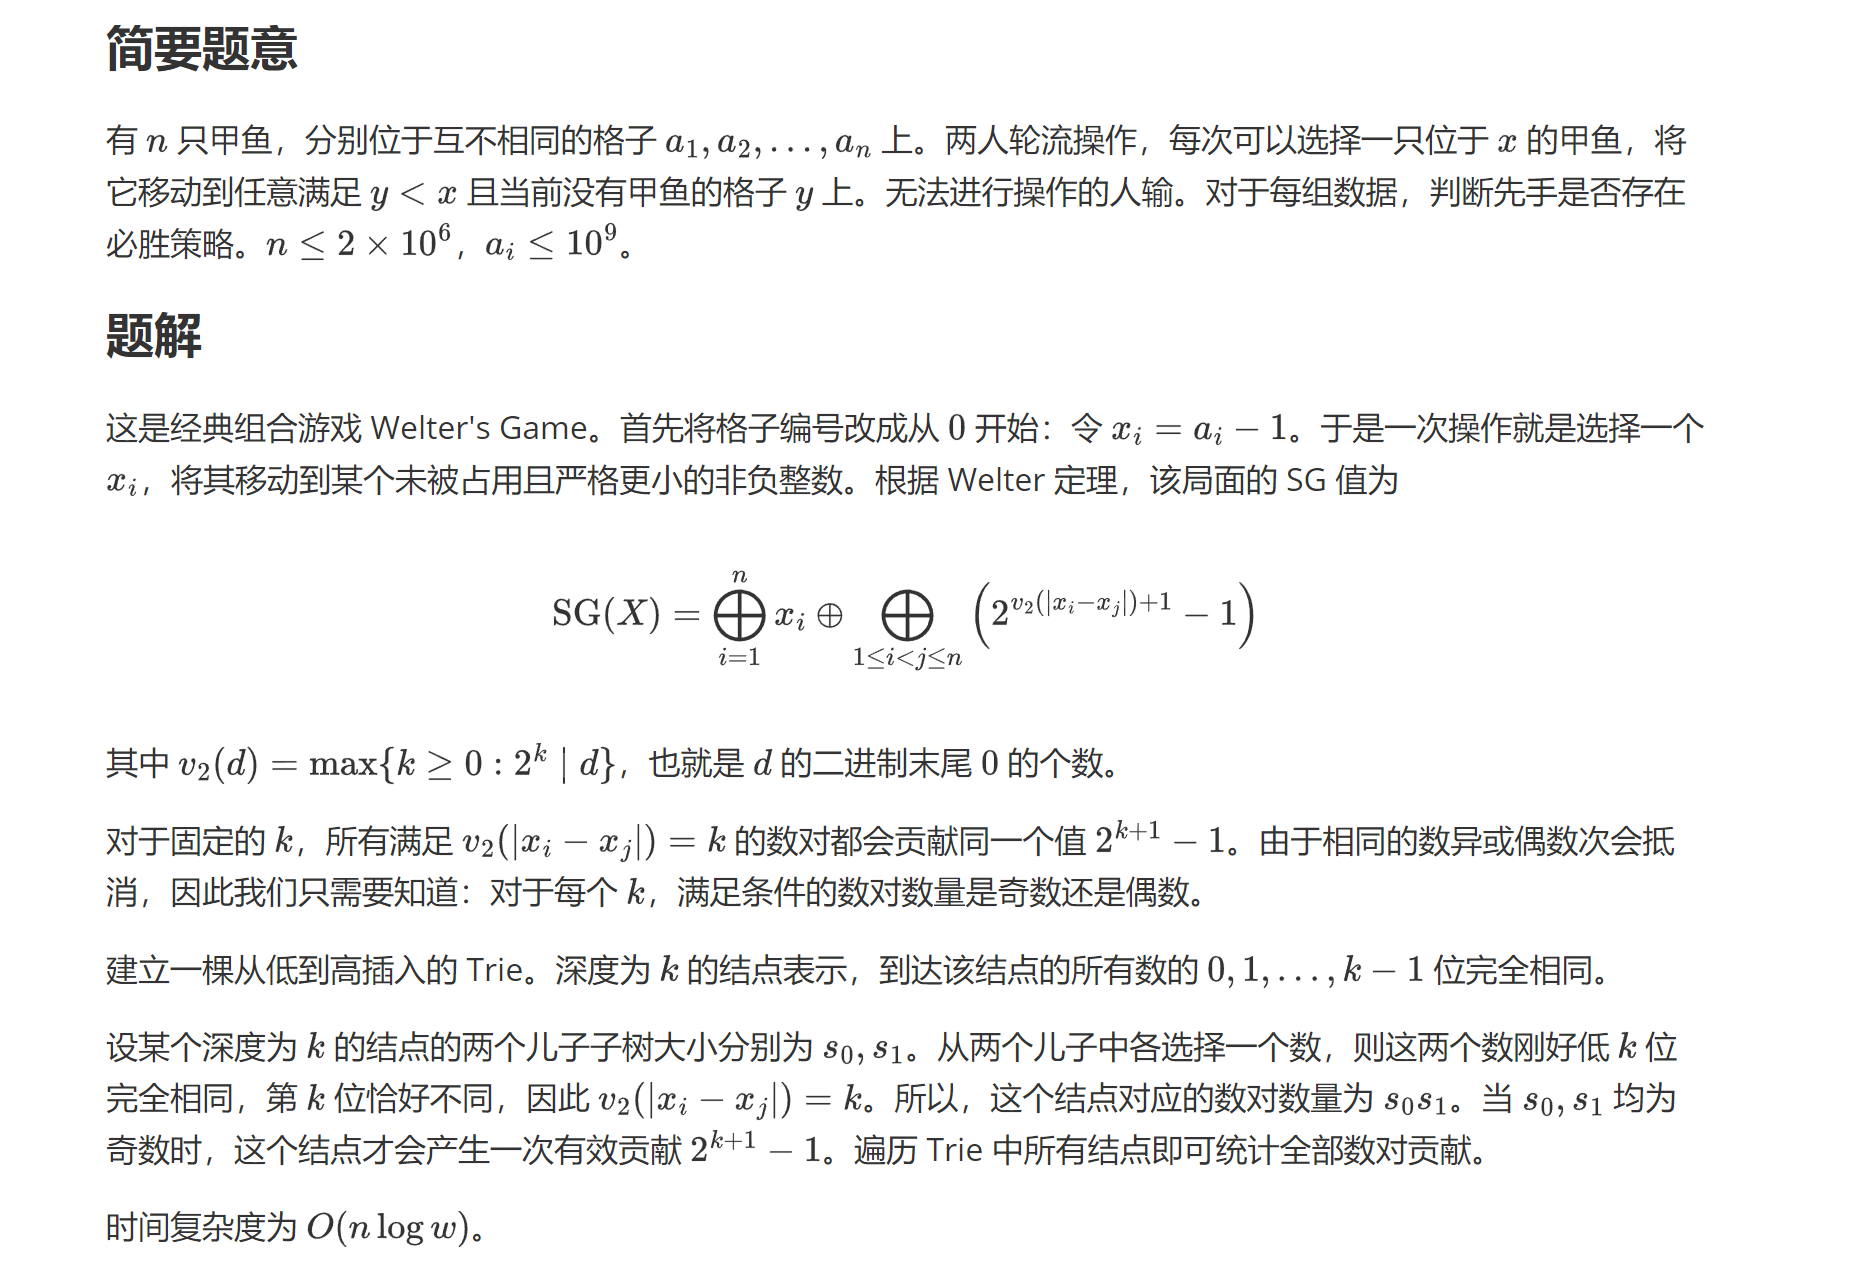 简要题意
有 n 只甲鱼，分别位于互不相同的格子 a₁, a₂, . . . , aₙ 上。两人轮流操作，每次可以选择一只位于 x 的甲鱼，将
它移动到任意满足 y < x 且当前没有甲鱼的格子 y 上。无法进行操作的人输。对于每组数据，判断先手是否存在
必胜策略。n ≤ 2 × 10⁶，aᵢ ≤ 10⁹。
题解
这是经典组合游戏 Welter's Game。首先将格子编号改成从 0 开始：令 xᵢ = aᵢ − 1。于是一次操作就是选择一个
xᵢ，将其移动到某个未被占用且严格更小的非负整数。根据 Welter 定理，该局面的 SG 值为
SG(X) = ⨁_{i=1}^{n} xᵢ ⊕ ⨁_{1≤i<j≤n} (2^{v₂(|xᵢ−xⱼ|)+1} − 1)
其中 v₂(d) = max{k ≥ 0 : 2ᵏ | d}，也就是 d 的二进制末尾 0 的个数。
对于固定的 k，所有满足 v₂(|xᵢ − xⱼ|) = k 的数对都会贡献同一个值 2ᵏ⁺¹ − 1。由于相同的数异或偶数次会抵
消，因此我们只需要知道：对于每个 k，满足条件的数对数量是奇数还是偶数。
建立一棵从低到高插入的 Trie。深度为 k 的结点表示，到达该结点的所有数的 0, 1, . . . , k − 1 位完全相同。
设某个深度为 k 的结点的两个儿子子树大小分别为 s₀, s₁。从两个儿子中各选择一个数，则这两个数刚好低 k 位
完全相同，第 k 位恰好不同，因此 v₂(|xᵢ − xⱼ|) = k。所以，这个结点对应的数对数量为 s₀s₁。当 s₀, s₁ 均为
奇数时，这个结点才会产生一次有效贡献 2ᵏ⁺¹ − 1。遍历 Trie 中所有结点即可统计全部数对贡献。
时间复杂度为 O(n log w)。